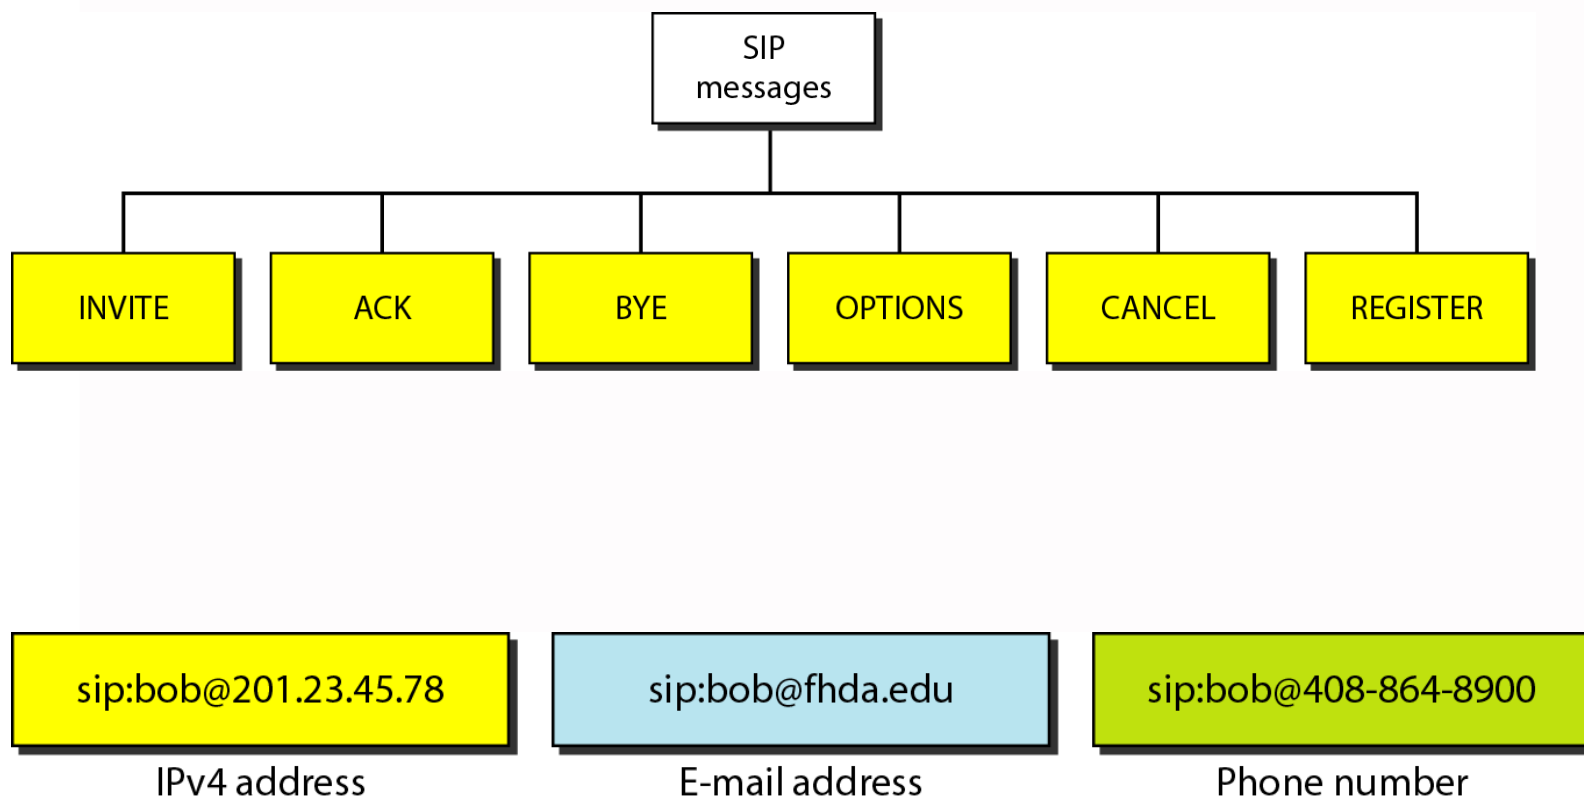 SIP
messages
INVITE
ACK
BYE
OPTIONS
CANCEL
REGISTER
sip:bob@201.23.45.78
sip:bob@fhda.edu
sip:bob@408-864-8900
IPv4 address
E-mail address
Phone number